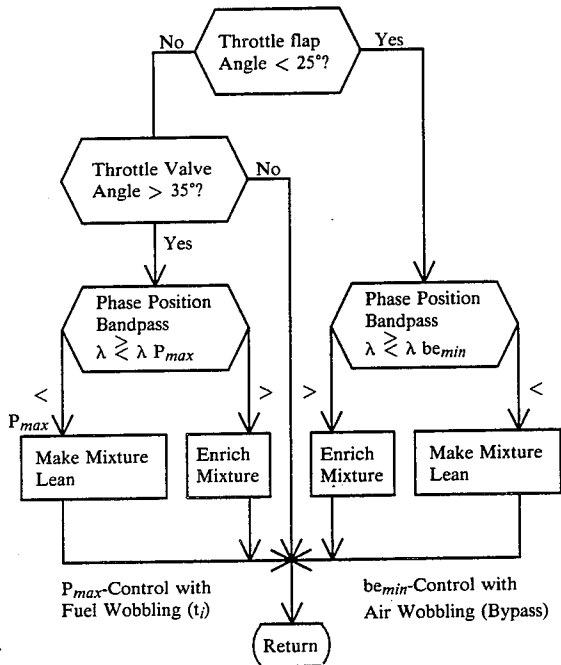 No
Throttle flap
Angle < 25°?
Yes
Throttle Valve
Angle > 35°?
No
Yes
Phase Position
Bandpass
λ ≷ λ P_max
Phase Position
Bandpass
λ ≷ λ be_min
<
P_max
>
>
<
Make Mixture
Lean
Enrich
Mixture
Enrich
Mixture
Make Mixture
Lean
P_max-Control with
Fuel Wobbling (t_i)
be_min-Control with
Air Wobbling (Bypass)
Return